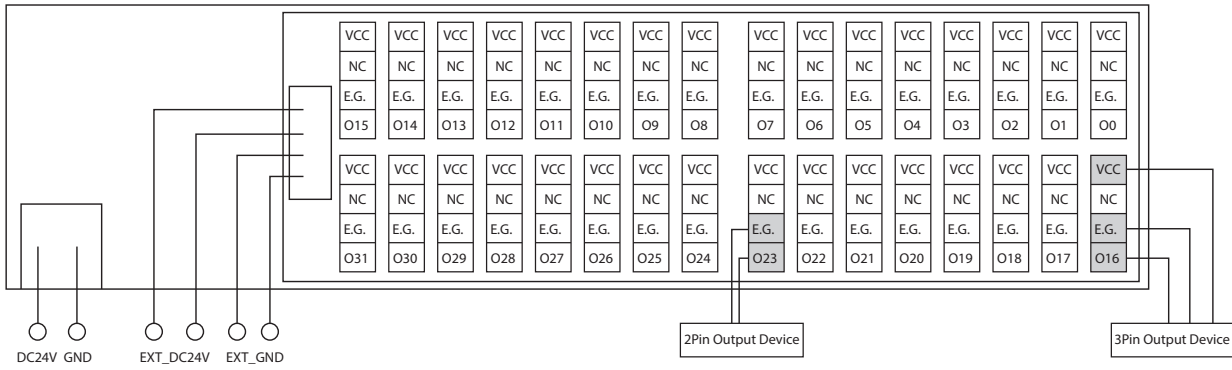 VCC VCC VCC VCC VCC VCC VCC VCC VCC VCC VCC VCC VCC VCC VCC VCC
NC NC NC NC NC NC NC NC NC NC NC NC NC NC NC NC
E.G. E.G. E.G. E.G. E.G. E.G. E.G. E.G. E.G. E.G. E.G. E.G. E.G. E.G. E.G. E.G.
O15 O14 O13 O12 O11 O10 O9 O8 O7 O6 O5 O4 O3 O2 O1 O0
VCC VCC VCC VCC VCC VCC VCC VCC VCC VCC VCC VCC VCC VCC VCC VCC
NC NC NC NC NC NC NC NC NC NC NC NC NC NC NC NC
E.G. E.G. E.G. E.G. E.G. E.G. E.G. E.G. E.G. E.G. E.G. E.G. E.G. E.G. E.G. E.G.
O31 O30 O29 O28 O27 O26 O25 O24 O23 O22 O21 O20 O19 O18 O17 O16
2Pin Output Device 3Pin Output Device
DC24V GND EXT_DC24V EXT_GND